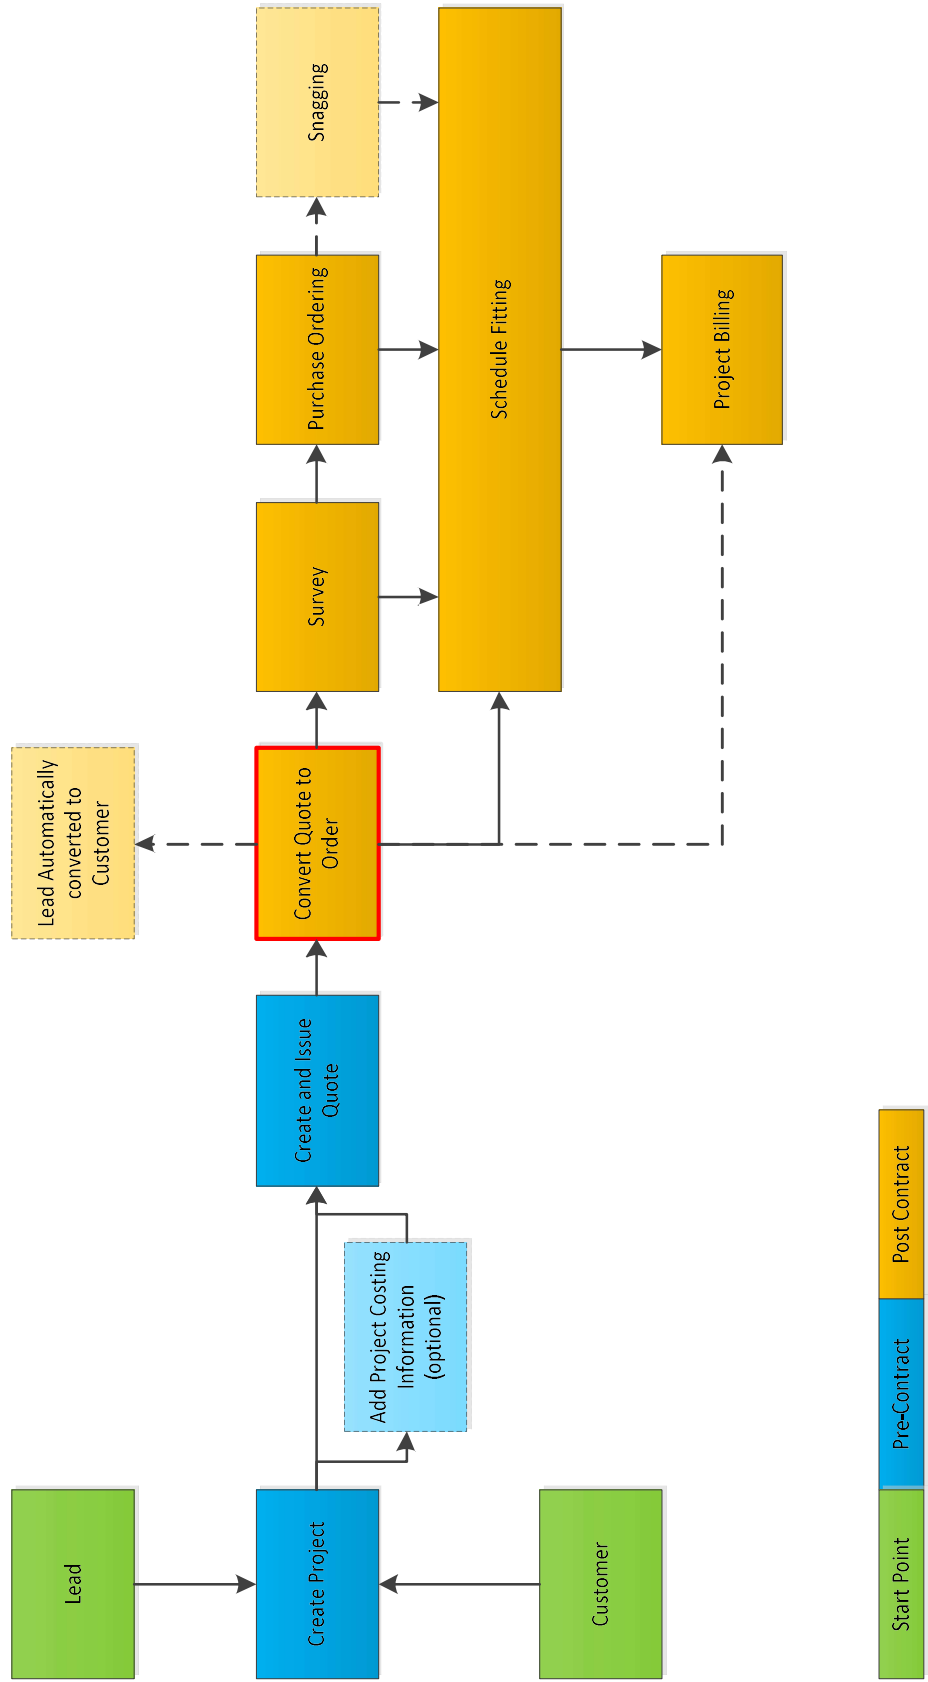 Lead
Create Project
Customer
Add Project Costing
Information
(optional)
Create and Issue
Quote
Lead Automatically
converted to
Customer
Convert Quote to
Order
Survey
Purchase Ordering
Snagging
Schedule Fitting
Project Billing
Start Point
Pre-Contract
Post Contract